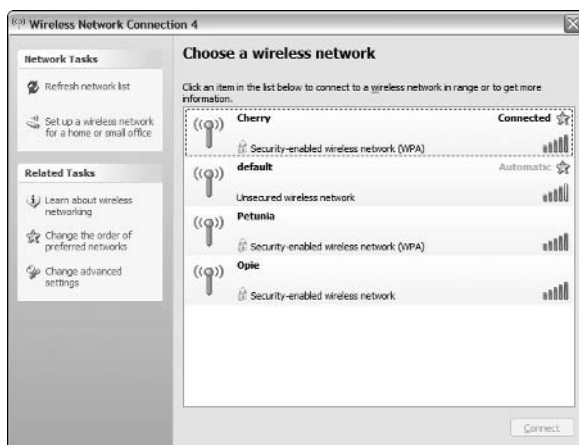 Wireless Network Connection 4
Network Tasks
Refresh network list
Set up a wireless network
for a home or small office
Related Tasks
Learn about wireless
networking
Change the order of
preferred networks
Change advanced
settings
Choose a wireless network
Click an item in the list below to connect to a wireless network in range or to get more
information.
Cherry Connected
Security-enabled wireless network (WPA)
default Automatic
Unsecured wireless network
Petunia
Security-enabled wireless network (WPA)
Opie
Security-enabled wireless network
Connect